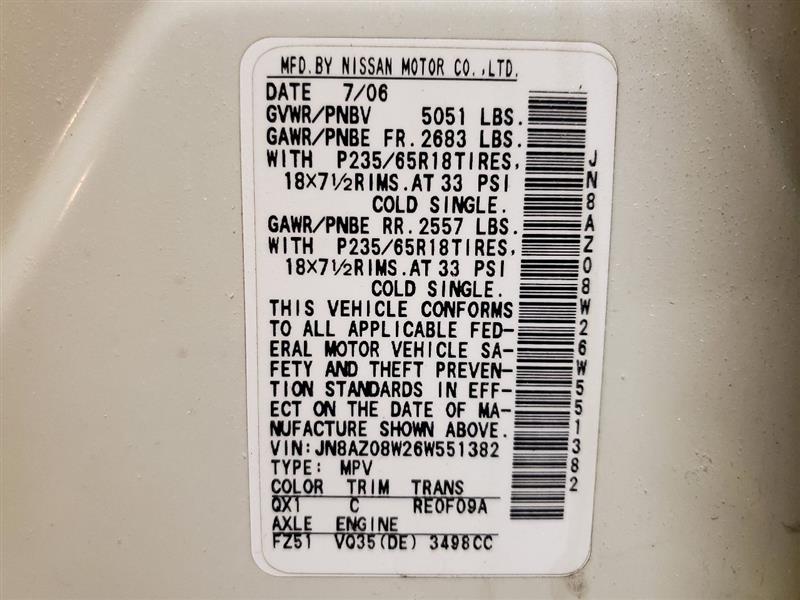 MFD.BY NISSAN MOTOR CO.,LTD.
DATE 7/06
GVWR/PNBV 5051 LBS.
GAWR/PNBE FR.2683 LBS.
WITH P235/65R18TIRES,
18X7½RIMS.AT 33 PSI
COLD SINGLE.
GAWR/PNBE RR.2557 LBS.
WITH P235/65R18TIRES,
18X7½RIMS.AT 33 PSI
COLD SINGLE.
THIS VEHICLE CONFORMS
TO ALL APPLICABLE FED-
ERAL MOTOR VEHICLE SA-
FETY AND THEFT PREVEN-
TION STANDARDS IN EFF-
ECT ON THE DATE OF MA-
NUFACTURE SHOWN ABOVE.
VIN:JN8AZ08W26W551382
TYPE: MPV
COLOR TRIM TRANS
QX1 C RE0F09A
AXLE ENGINE
FZ51 VQ35(DE) 3498CC
JN8AZ08W26W551382